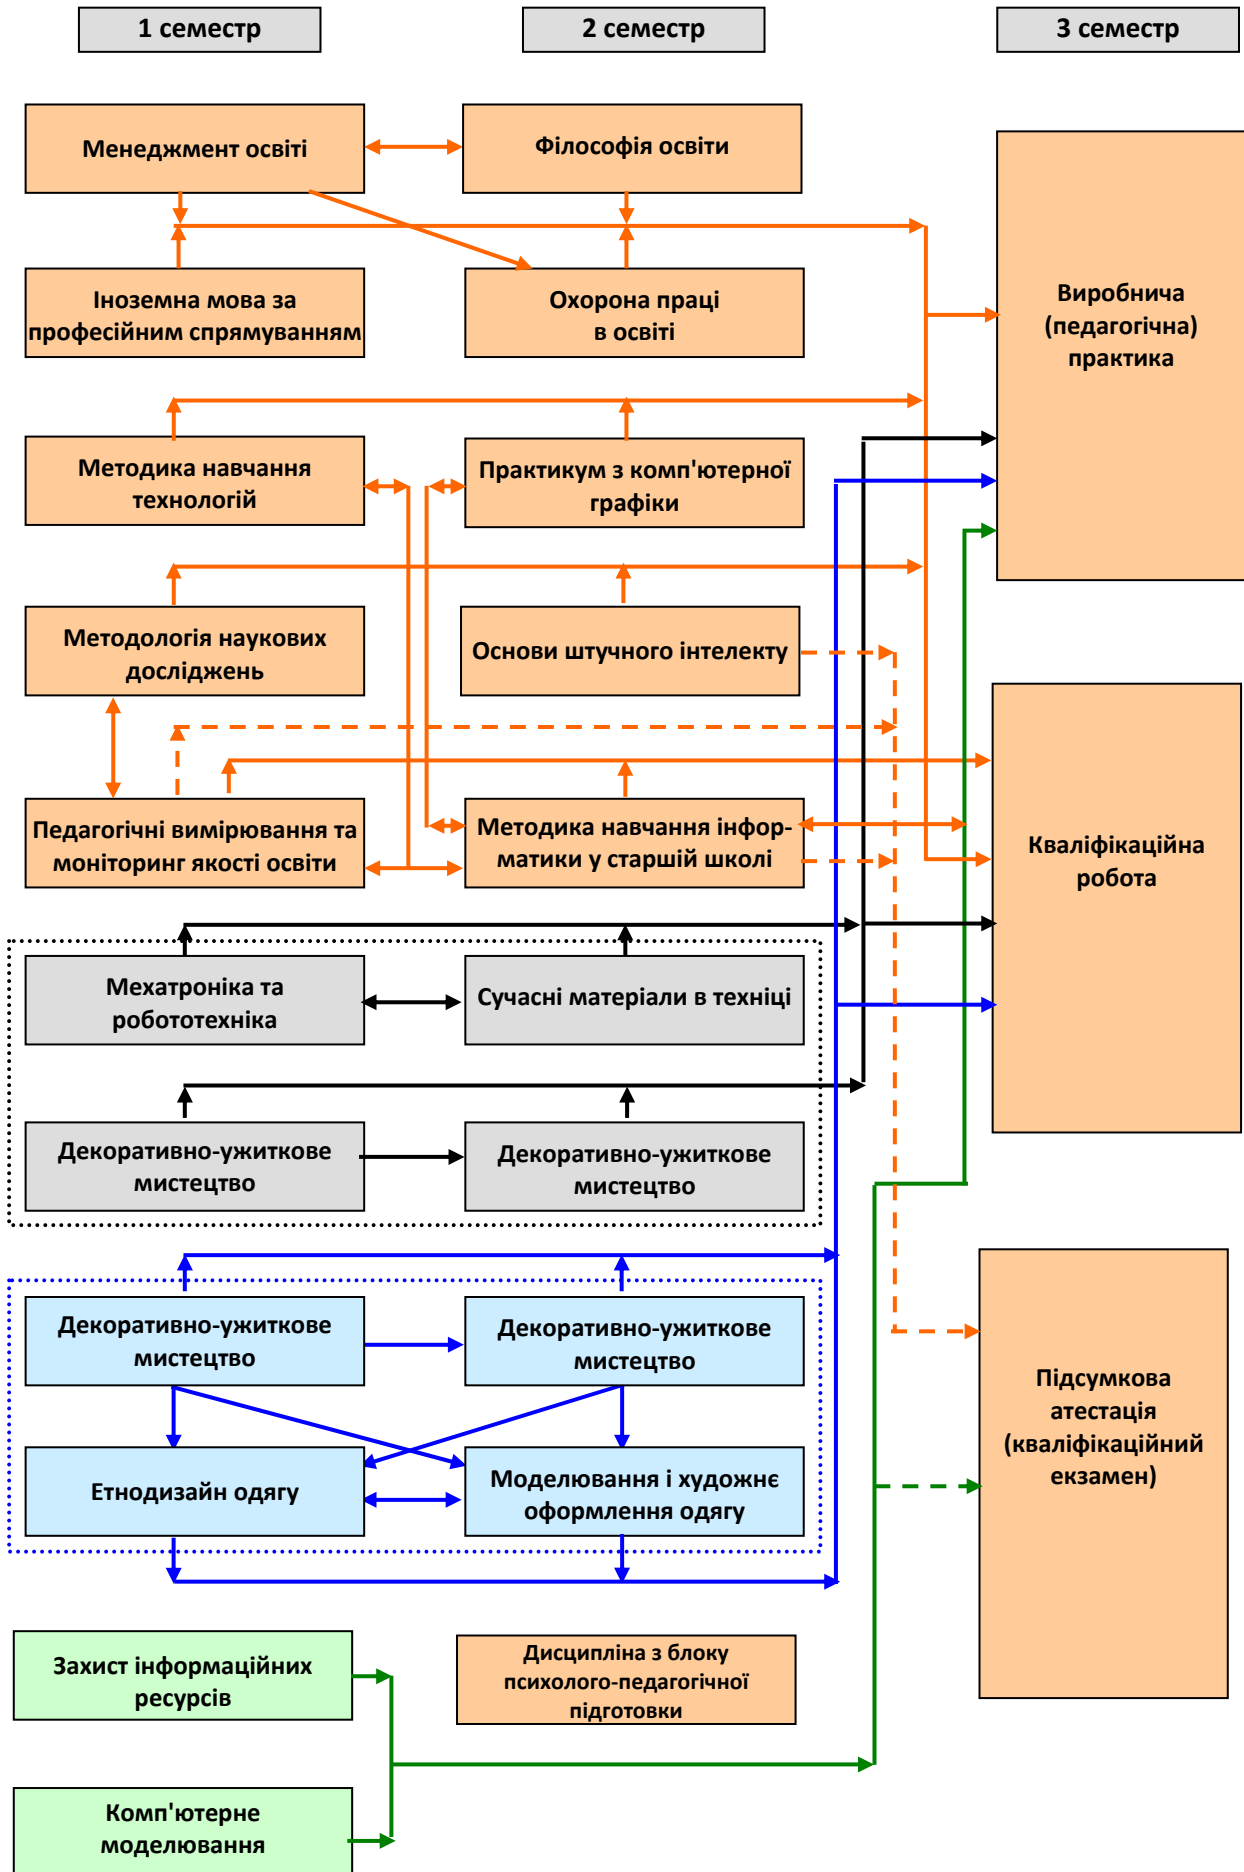 1 семестр
2 семестр
3 семестр
Менеджмент освіті
Філософія освіти
Іноземна мова за
професійним спрямуванням
Охорона праці
в освіті
Виробнича
(педагогічна)
практика
Методика навчання
технологій
Практикум з комп'ютерної
графіки
Методологія наукових
досліджень
Основи штучного інтелекту
Педагогічні вимірювання та
моніторинг якості освіти
Методика навчання інфор-
матики у старшій школі
Кваліфікаційна
робота
Мехатроніка та
робототехніка
Сучасні матеріали в техніці
Декоративно-ужиткове
мистецтво
Декоративно-ужиткове
мистецтво
Декоративно-ужиткове
мистецтво
Декоративно-ужиткове
мистецтво
Підсумкова
атестація
(кваліфікаційний
екзамен)
Етнодизайн одягу
Моделювання і художнє
оформлення одягу
Захист інформаційних
ресурсів
Дисципліна з блоку
психолого-педагогічної
підготовки
Комп'ютерне
моделювання